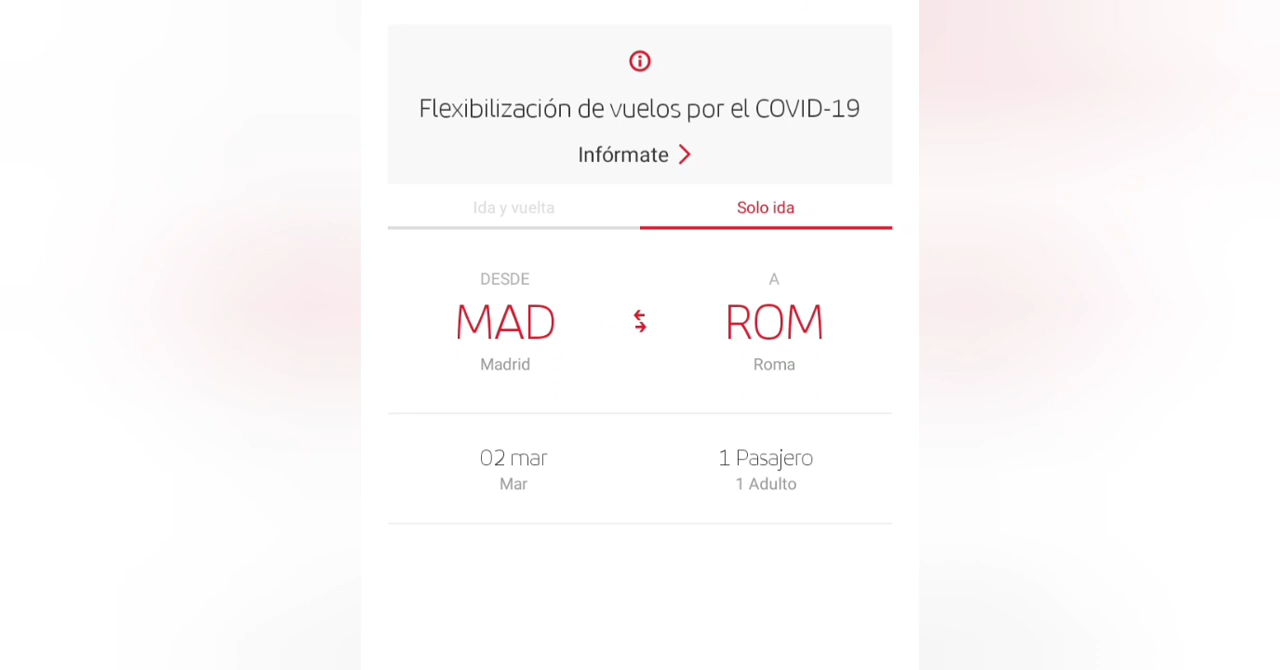 Flexibilización de vuelos por el COVID-19
Infórmate
Ida y vuelta
Solo ida
DESDE
A
MAD
ROM
Madrid
Roma
02 mar
1 Pasajero
Mar
1 Adulto